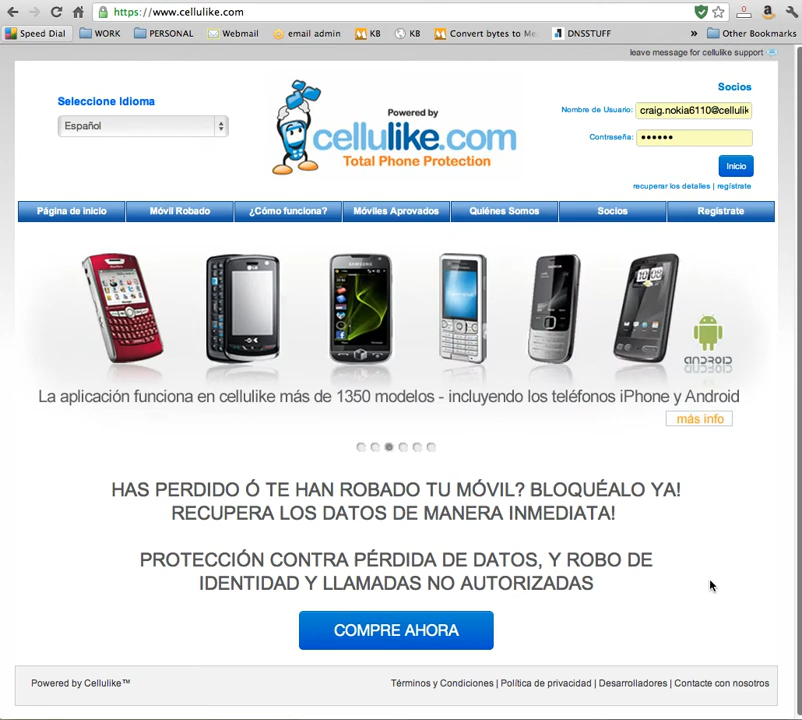 https://www.cellulike.com
Speed Dial WORK PERSONAL Webmail email admin KB KB Convert bytes to Me DNSSTUFF » Other Bookmarks
leave message for cellulike support
Seleccione Idioma
Español
Powered by
cellulike.com
Total Phone Protection
Socios
Nombre de Usuario: craig.nokia6110@cellulik
Contraseña: ••••••
Inicio
recuperar los detalles | regístrate
Página de inicio Móvil Robado ¿Cómo funciona? Móviles Aprovados Quiénes Somos Socios Registrate
SAMSUNG
LG
ANDROID
La aplicación funciona en cellulike más de 1350 modelos - incluyendo los teléfonos iPhone y Android
más info
HAS PERDIDO Ó TE HAN ROBADO TU MÓVIL? BLOQUÉALO YA!
RECUPERA LOS DATOS DE MANERA INMEDIATA!
PROTECCIÓN CONTRA PÉRDIDA DE DATOS, Y ROBO DE
IDENTIDAD Y LLAMADAS NO AUTORIZADAS
COMPRE AHORA
Powered by Cellulike™
Términos y Condiciones | Política de privacidad | Desarrolladores | Contacte con nosotros